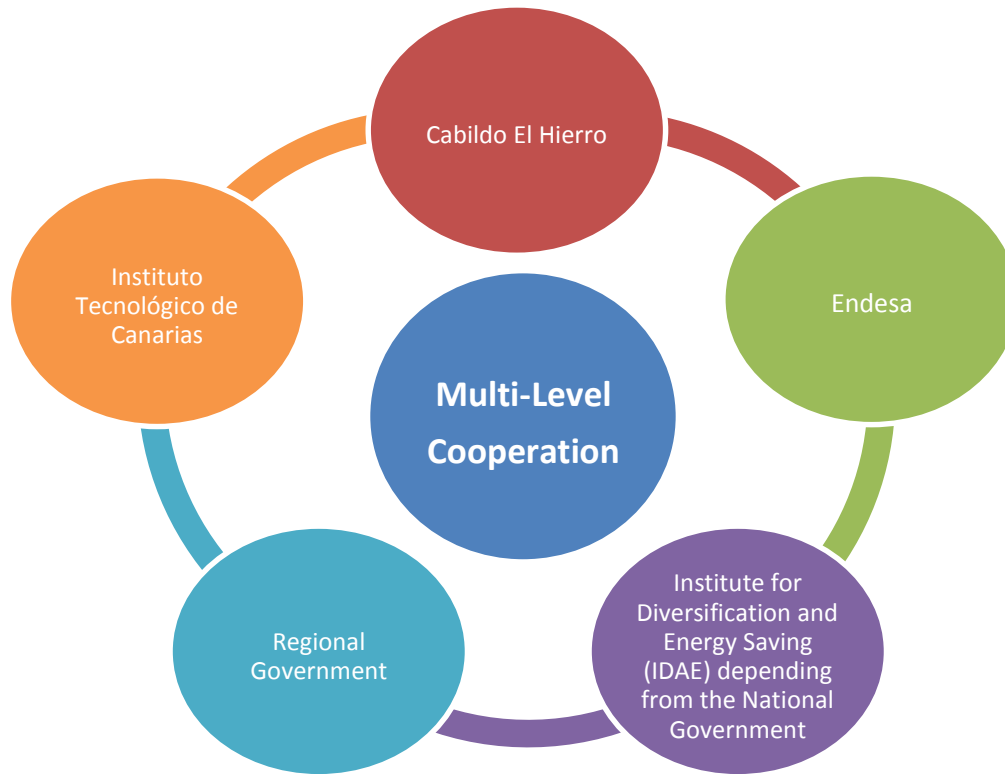 Cabildo El Hierro
Endesa
Institute for
Diversification and
Energy Saving
(IDAE) depending
from the National
Government
Regional
Government
Instituto
Tecnológico de
Canarias
Multi-Level
Cooperation